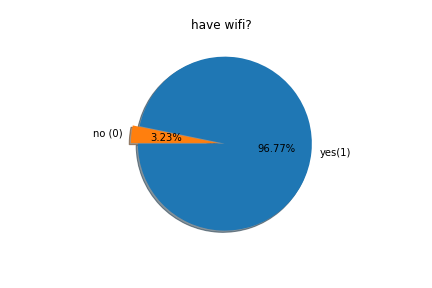 have wifi?
no (0)
3.23%
96.77%
yes(1)